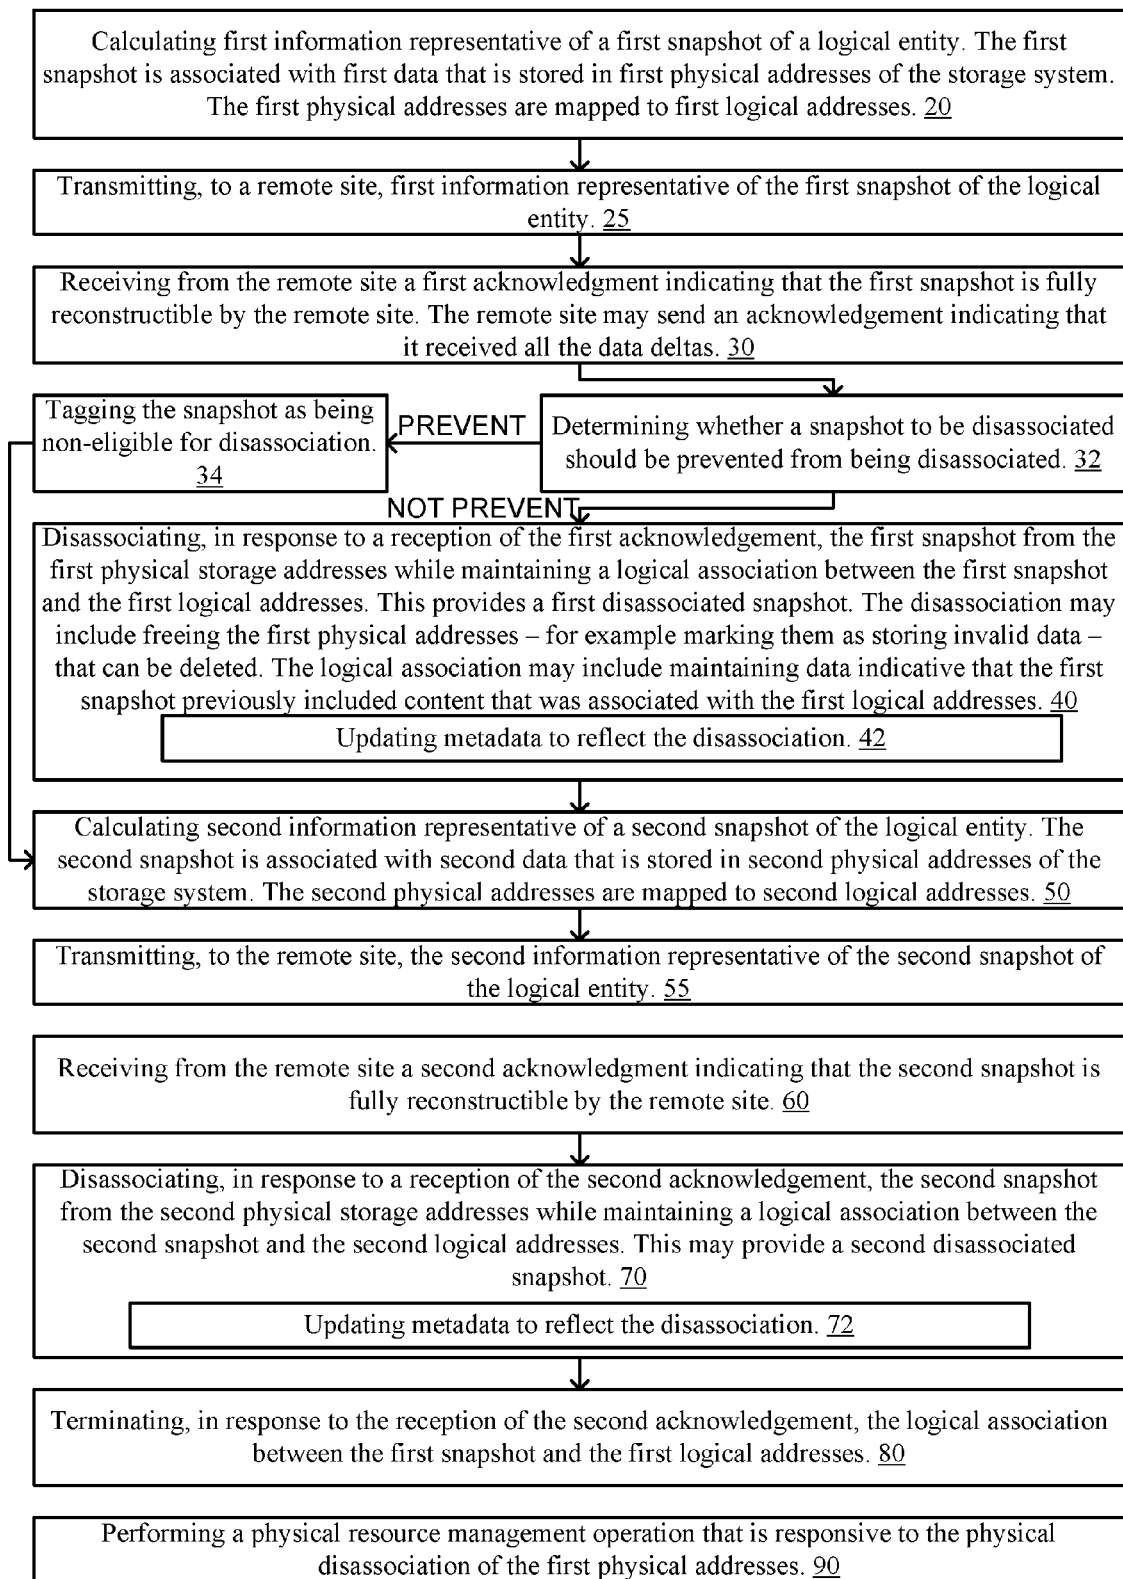 Calculating first information representative of a first snapshot of a logical entity. The first
snapshot is associated with first data that is stored in first physical addresses of the storage system.
The first physical addresses are mapped to first logical addresses. 20
Transmitting, to a remote site, first information representative of the first snapshot of the logical
entity. 25
Receiving from the remote site a first acknowledgment indicating that the first snapshot is fully
reconstructible by the remote site. The remote site may send an acknowledgement indicating that
it received all the data deltas. 30
Tagging the snapshot as being
non-eligible for disassociation.
34
PREVENT
Determining whether a snapshot to be disassociated
should be prevented from being disassociated. 32
NOT PREVENT
Disassociating, in response to a reception of the first acknowledgement, the first snapshot from the
first physical storage addresses while maintaining a logical association between the first snapshot
and the first logical addresses. This provides a first disassociated snapshot. The disassociation may
include freeing the first physical addresses – for example marking them as storing invalid data –
that can be deleted. The logical association may include maintaining data indicative that the first
snapshot previously included content that was associated with the first logical addresses. 40
Updating metadata to reflect the disassociation. 42
Calculating second information representative of a second snapshot of the logical entity. The
second snapshot is associated with second data that is stored in second physical addresses of the
storage system. The second physical addresses are mapped to second logical addresses. 50
Transmitting, to the remote site, the second information representative of the second snapshot of
the logical entity. 55
Receiving from the remote site a second acknowledgment indicating that the second snapshot is
fully reconstructible by the remote site. 60
Disassociating, in response to a reception of the second acknowledgement, the second snapshot
from the second physical storage addresses while maintaining a logical association between the
second snapshot and the second logical addresses. This may provide a second disassociated
snapshot. 70
Updating metadata to reflect the disassociation. 72
Terminating, in response to the reception of the second acknowledgement, the logical association
between the first snapshot and the first logical addresses. 80
Performing a physical resource management operation that is responsive to the physical
disassociation of the first physical addresses. 90